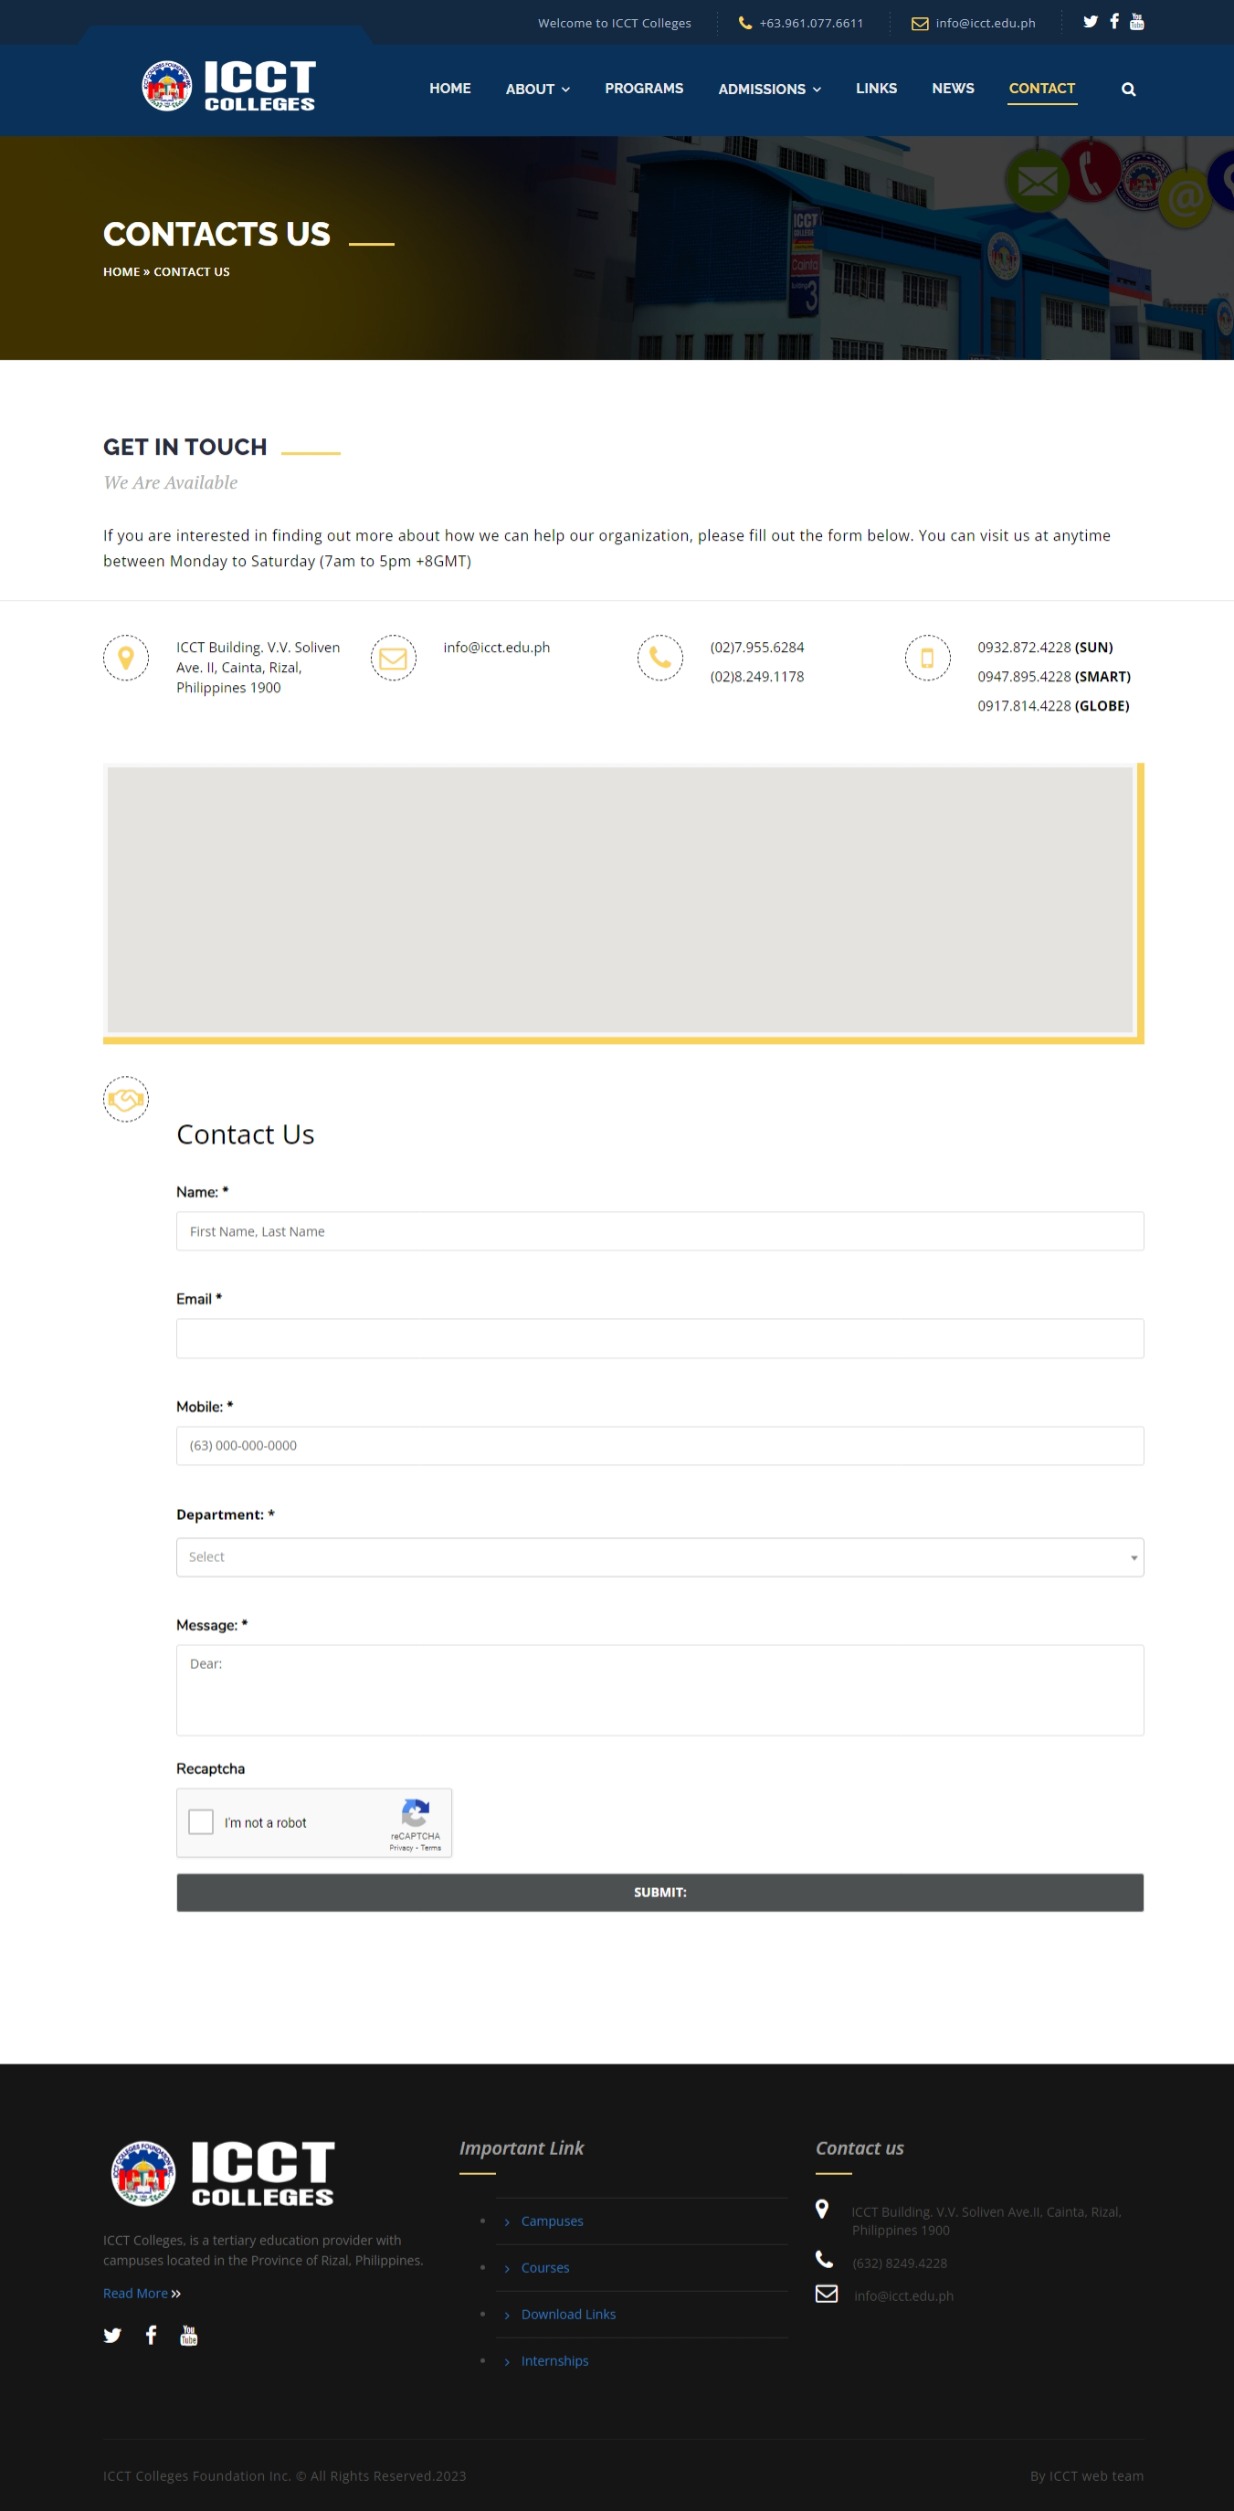 Welcome to ICCT Colleges
+63.961.077.6611
info@icct.edu.ph
ICCT
COLLEGES
HOME
ABOUT
PROGRAMS
ADMISSIONS
LINKS
NEWS
CONTACT
CONTACTS US
HOME » CONTACT US
ICCT
Cainta
3
GET IN TOUCH
We Are Available
If you are interested in finding out more about how we can help our organization, please fill out the form below. You can visit us at anytime
between Monday to Saturday (7am to 5pm +8GMT)
ICCT Building. V.V. Soliven
Ave. II, Cainta, Rizal,
Philippines 1900
info@icct.edu.ph
(02)7.955.6284
(02)8.249.1178
0932.872.4228 (SUN)
0947.895.4228 (SMART)
0917.814.4228 (GLOBE)
Contact Us
Name: *
First Name, Last Name
Email *
Mobile: *
(63) 000-000-0000
Department: *
Select
Message: *
Dear:
Recaptcha
I'm not a robot
reCAPTCHA
Privacy - Terms
SUBMIT:
ICCT
COLLEGES
ICCT Colleges, is a tertiary education provider with
campuses located in the Province of Rizal, Philippines.
Read More »
You
Tube
Important Link
Campuses
Courses
Download Links
Internships
Contact us
ICCT Building. V.V. Soliven Ave.II, Cainta, Rizal,
Philippines 1900
(632) 8249.4228
info@icct.edu.ph
ICCT Colleges Foundation Inc. © All Rights Reserved.2023
By ICCT web team